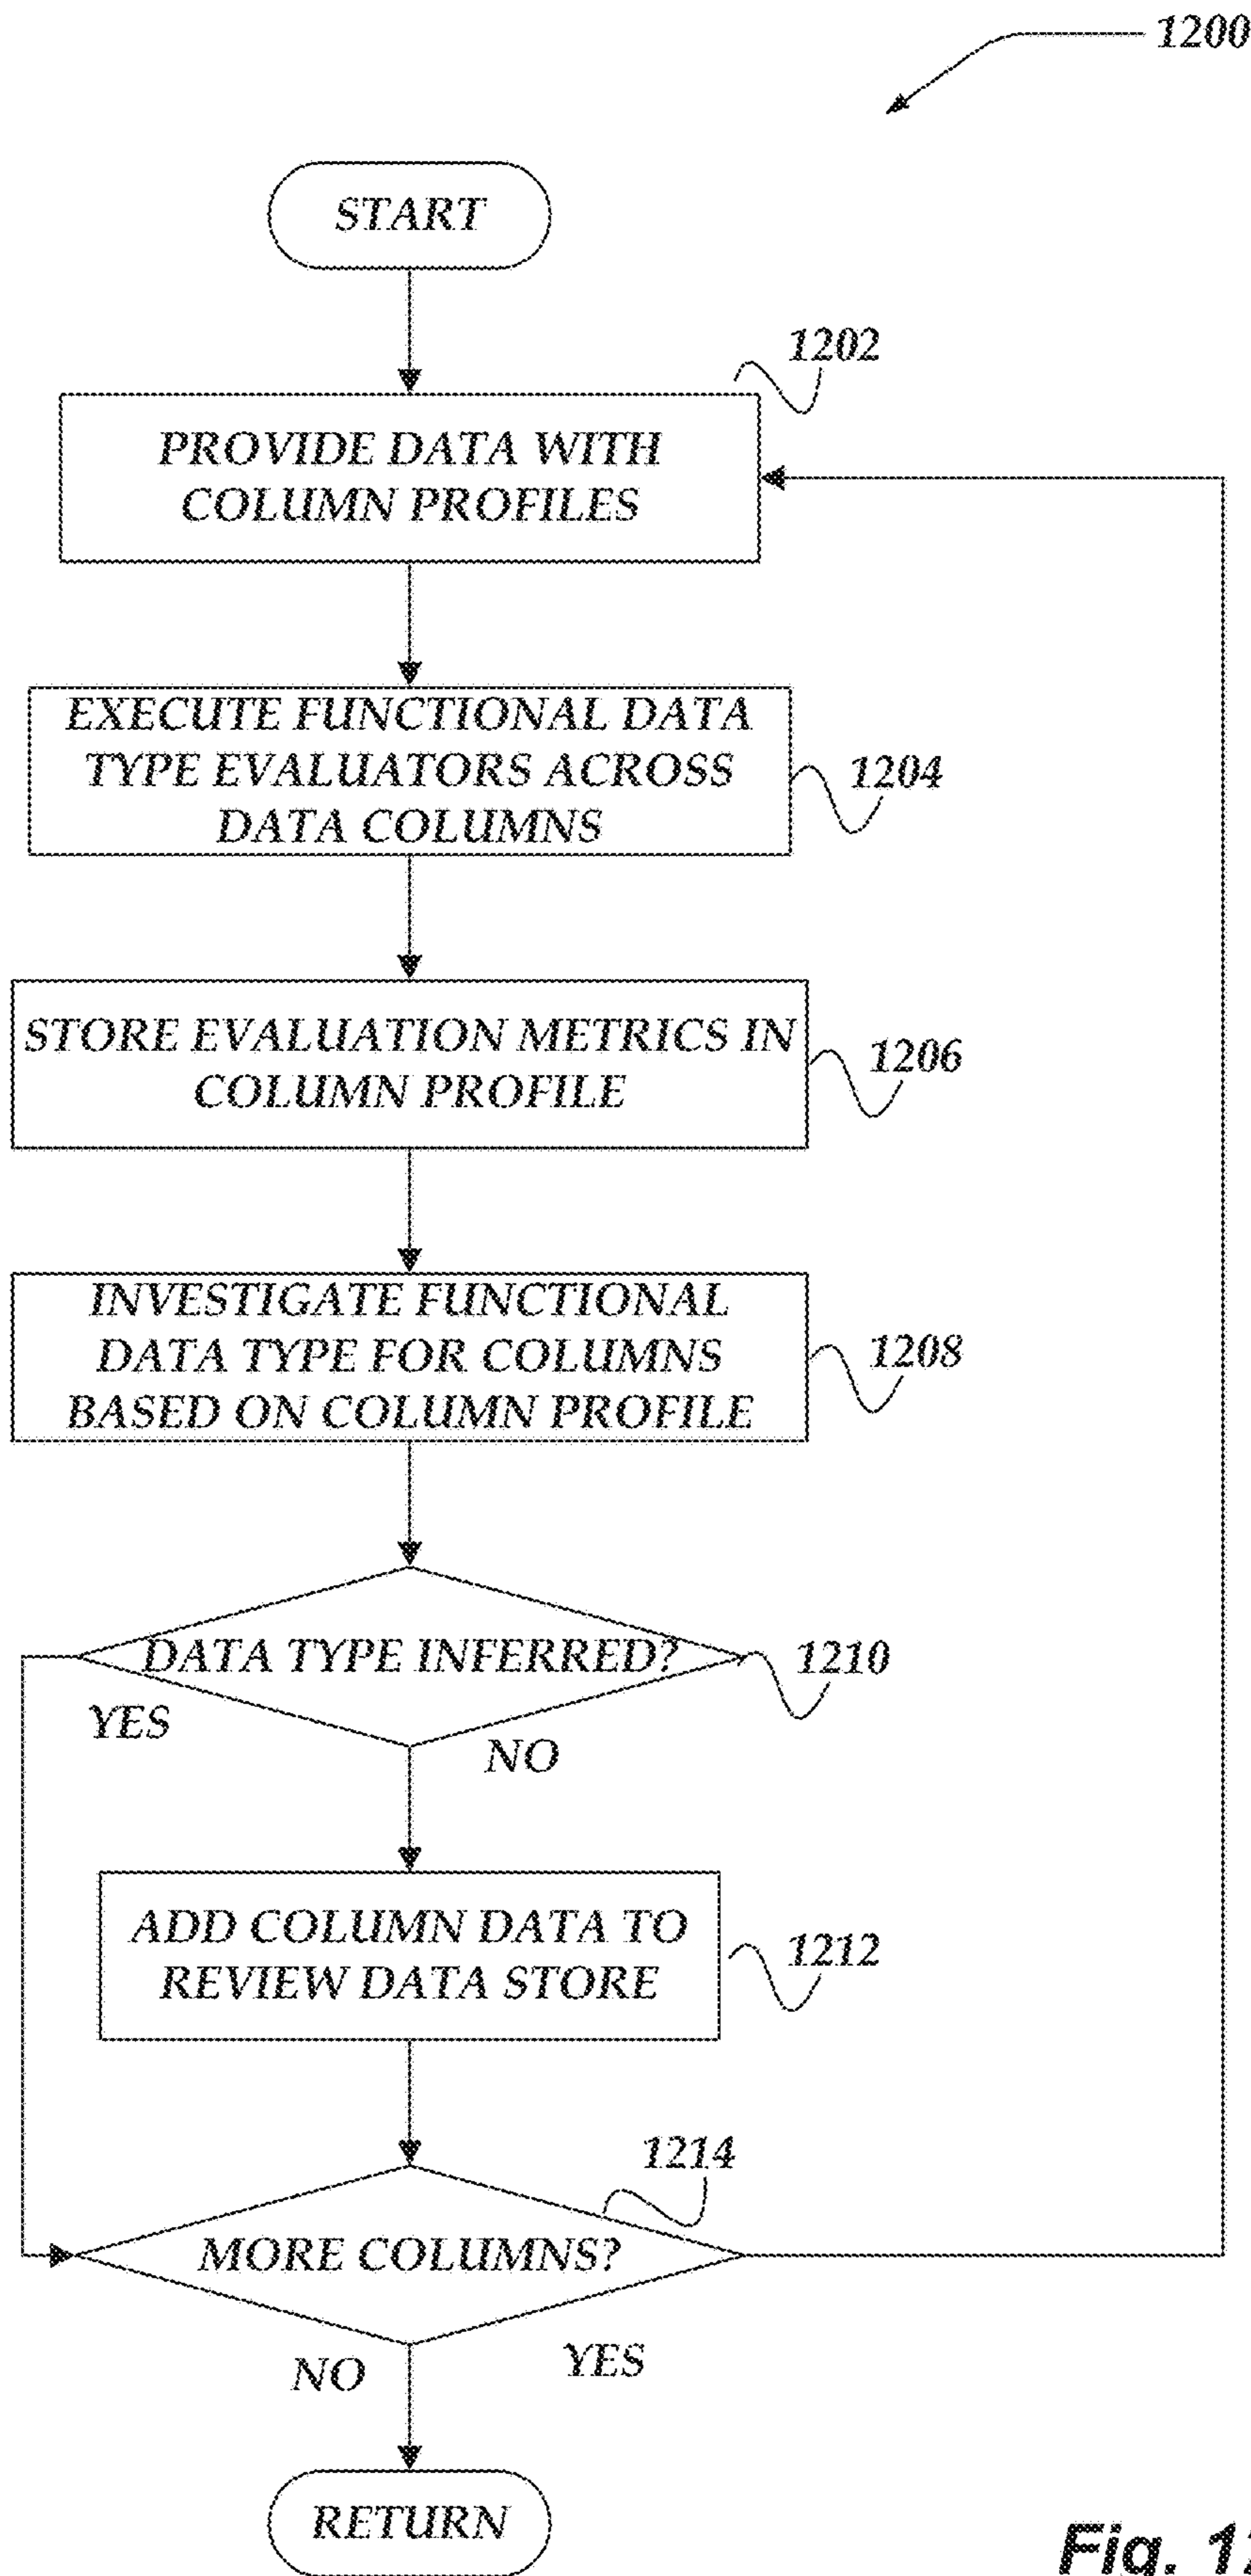 1200
START
1202
PROVIDE DATA WITH
COLUMN PROFILES
EXECUTE FUNCTIONAL DATA
TYPE EVALUATORS ACROSS
DATA COLUMNS
1204
STORE EVALUATION METRICS IN
COLUMN PROFILE
1206
INVESTIGATE FUNCTIONAL
DATA TYPE FOR COLUMNS
BASED ON COLUMN PROFILE
1208
DATA TYPE INFERRED?
1210
YES
NO
ADD COLUMN DATA TO
REVIEW DATA STORE
1212
1214
MORE COLUMNS?
NO
YES
RETURN
Fig.